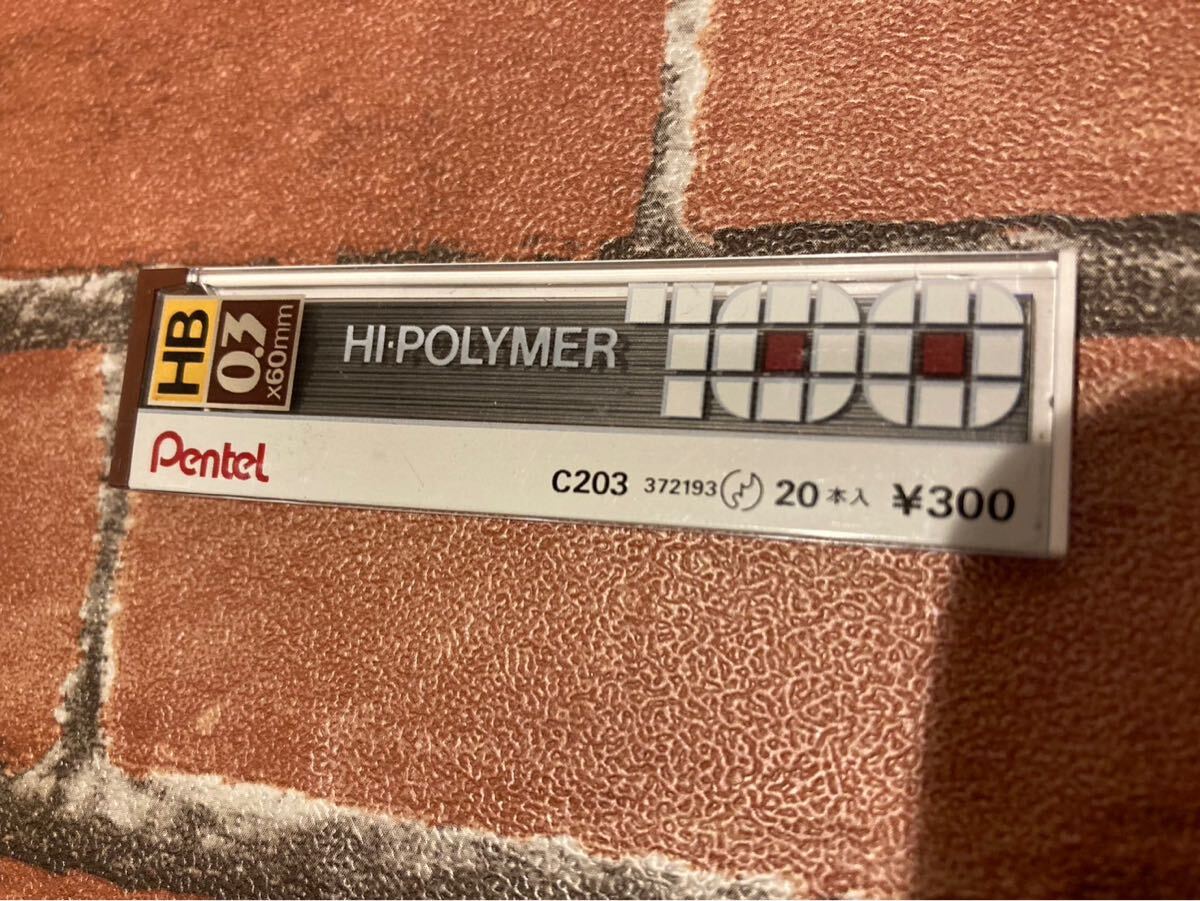 HB
0.3
x60mm
HI·POLYMER 100
Pentel
C203 372193 20本入 ¥300